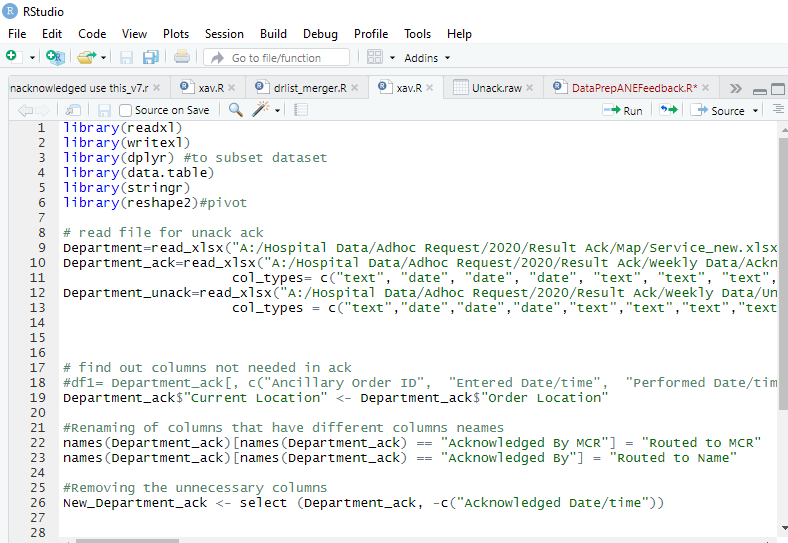 RStudio
File Edit Code View Plots Session Build Debug Profile Tools Help
Go to file/function Addins
nacknowledged use this_v7.r xav.R drlist_merger.R xav.R Unack.raw DataPrepANEFeedback.R*
Source on Save Run Source
1 library(readxl)
2 library(writexl)
3 library(dplyr) #to subset dataset
4 library(data.table)
5 library(stringr)
6 library(reshape2)#pivot
7
8 # read file for unack ack
9 Department=read_xlsx("A:/Hospital Data/Adhoc Request/2020/Result Ack/Map/Service_new.xlsx
10 Department_ack=read_xlsx("A:/Hospital Data/Adhoc Request/2020/Result Ack/Weekly Data/Ackn
11 col_types= c("text", "date", "date", "date", "text", "text", "text",
12 Department_unack=read_xlsx("A:/Hospital Data/Adhoc Request/2020/Result Ack/Weekly Data/Un
13 col_types = c("text","date","date","date","text","text","text","text
14
15
16
17 # find out columns not needed in ack
18 #df1= Department_ack[, c("Ancillary Order ID", "Entered Date/time", "Performed Date/tim
19 Department_ack$"Current Location" <- Department_ack$"Order Location"
20
21 #Renaming of columns that have different columns neames
22 names(Department_ack)[names(Department_ack) == "Acknowledged By MCR"] = "Routed to MCR"
23 names(Department_ack)[names(Department_ack) == "Acknowledged By"] = "Routed to Name"
24
25 #Removing the unnecessary columns
26 New_Department_ack <- select (Department_ack, -c("Acknowledged Date/time"))
27
28